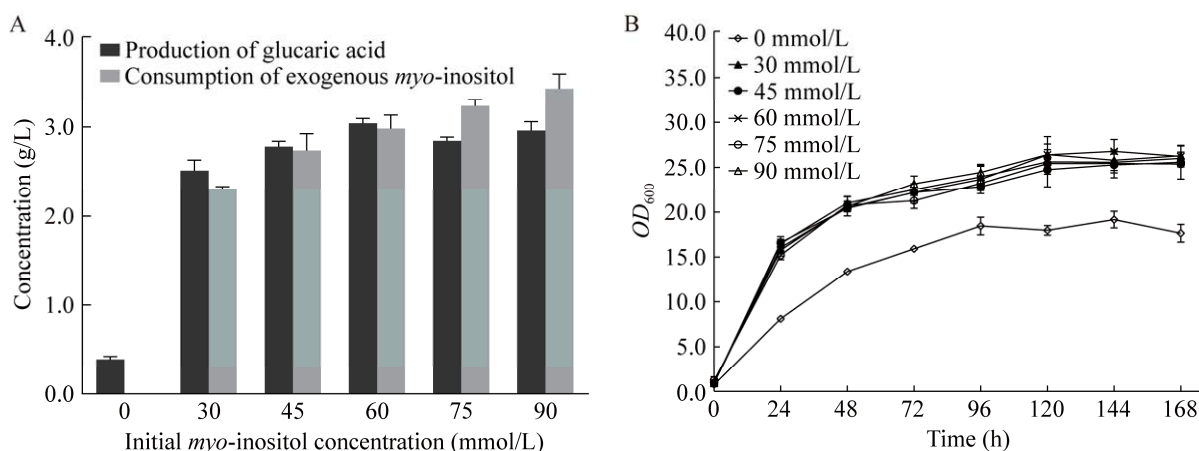 A
4.0
3.0
2.0
1.0
0.0
Concentration (g/L)
Production of glucaric acid
Consumption of exogenous myo-inositol
0 30 45 60 75 90
Initial myo-inositol concentration (mmol/L)
B
40.0
35.0
30.0
25.0
20.0
15.0
10.0
5.0
0.0
OD600
0 mmol/L
30 mmol/L
45 mmol/L
60 mmol/L
75 mmol/L
90 mmol/L
0 24 48 72 96 120 144 168
Time (h)